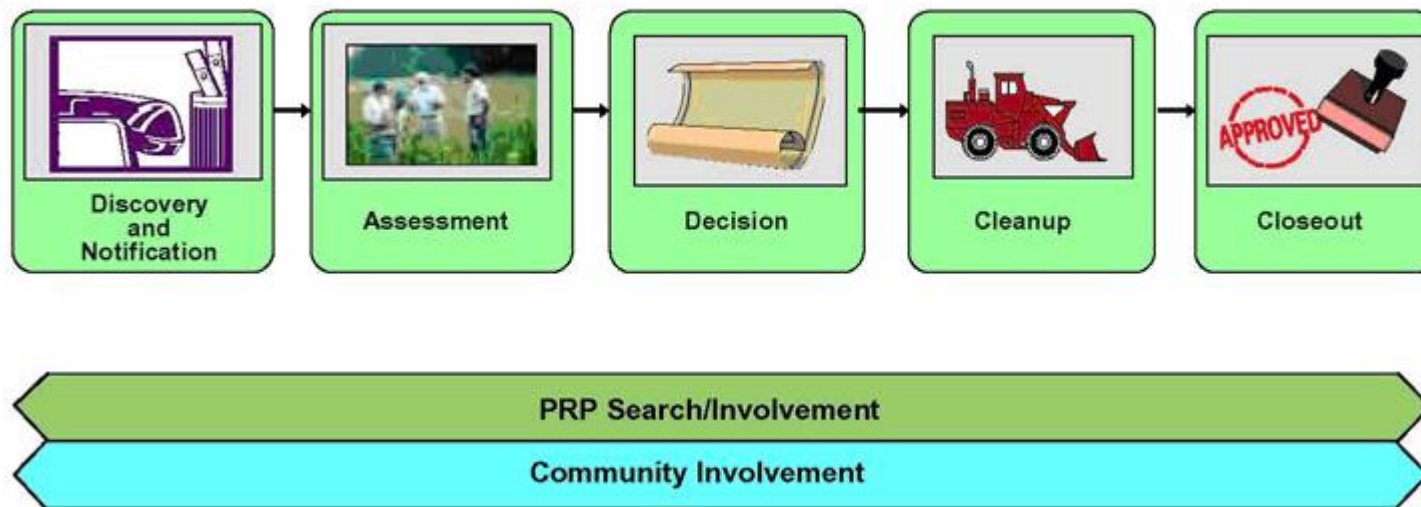 Discovery
and
Notification
Assessment
Decision
Cleanup
APPROVED
Closeout
PRP Search/Involvement
Community Involvement